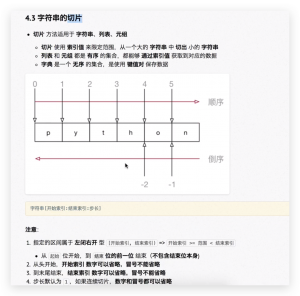 4.3 字符串的切片
• 切片 方法适用于 字符串、列表、元组
切片 使用 索引值 来限定范围，从一个大的 字符串 中 切出 小的 字符串
列表 和 元组 都是 有序 的集合，都能够 通过索引值 获取到对应的数据
字典 是一个 无序 的集合，是使用 键值对 保存数据
0 1 2 3 4 5
顺序
p y t h o n
倒序
-2 -1
字符串[开始索引:结束索引:步长]
注意：
1. 指定的区间属于 左闭右开 型 [开始索引, 结束索引) => 开始索引 >= 范围 < 结束索引
从 起始 位开始，到 结束 位的前一位 结束（不包含结束位本身）
2. 从头开始，开始索引 数字可以省略，冒号不能省略
3. 到末尾结束，结束索引 数字可以省略，冒号不能省略
4. 步长默认为 1，如果连续切片，数字和冒号都可以省略